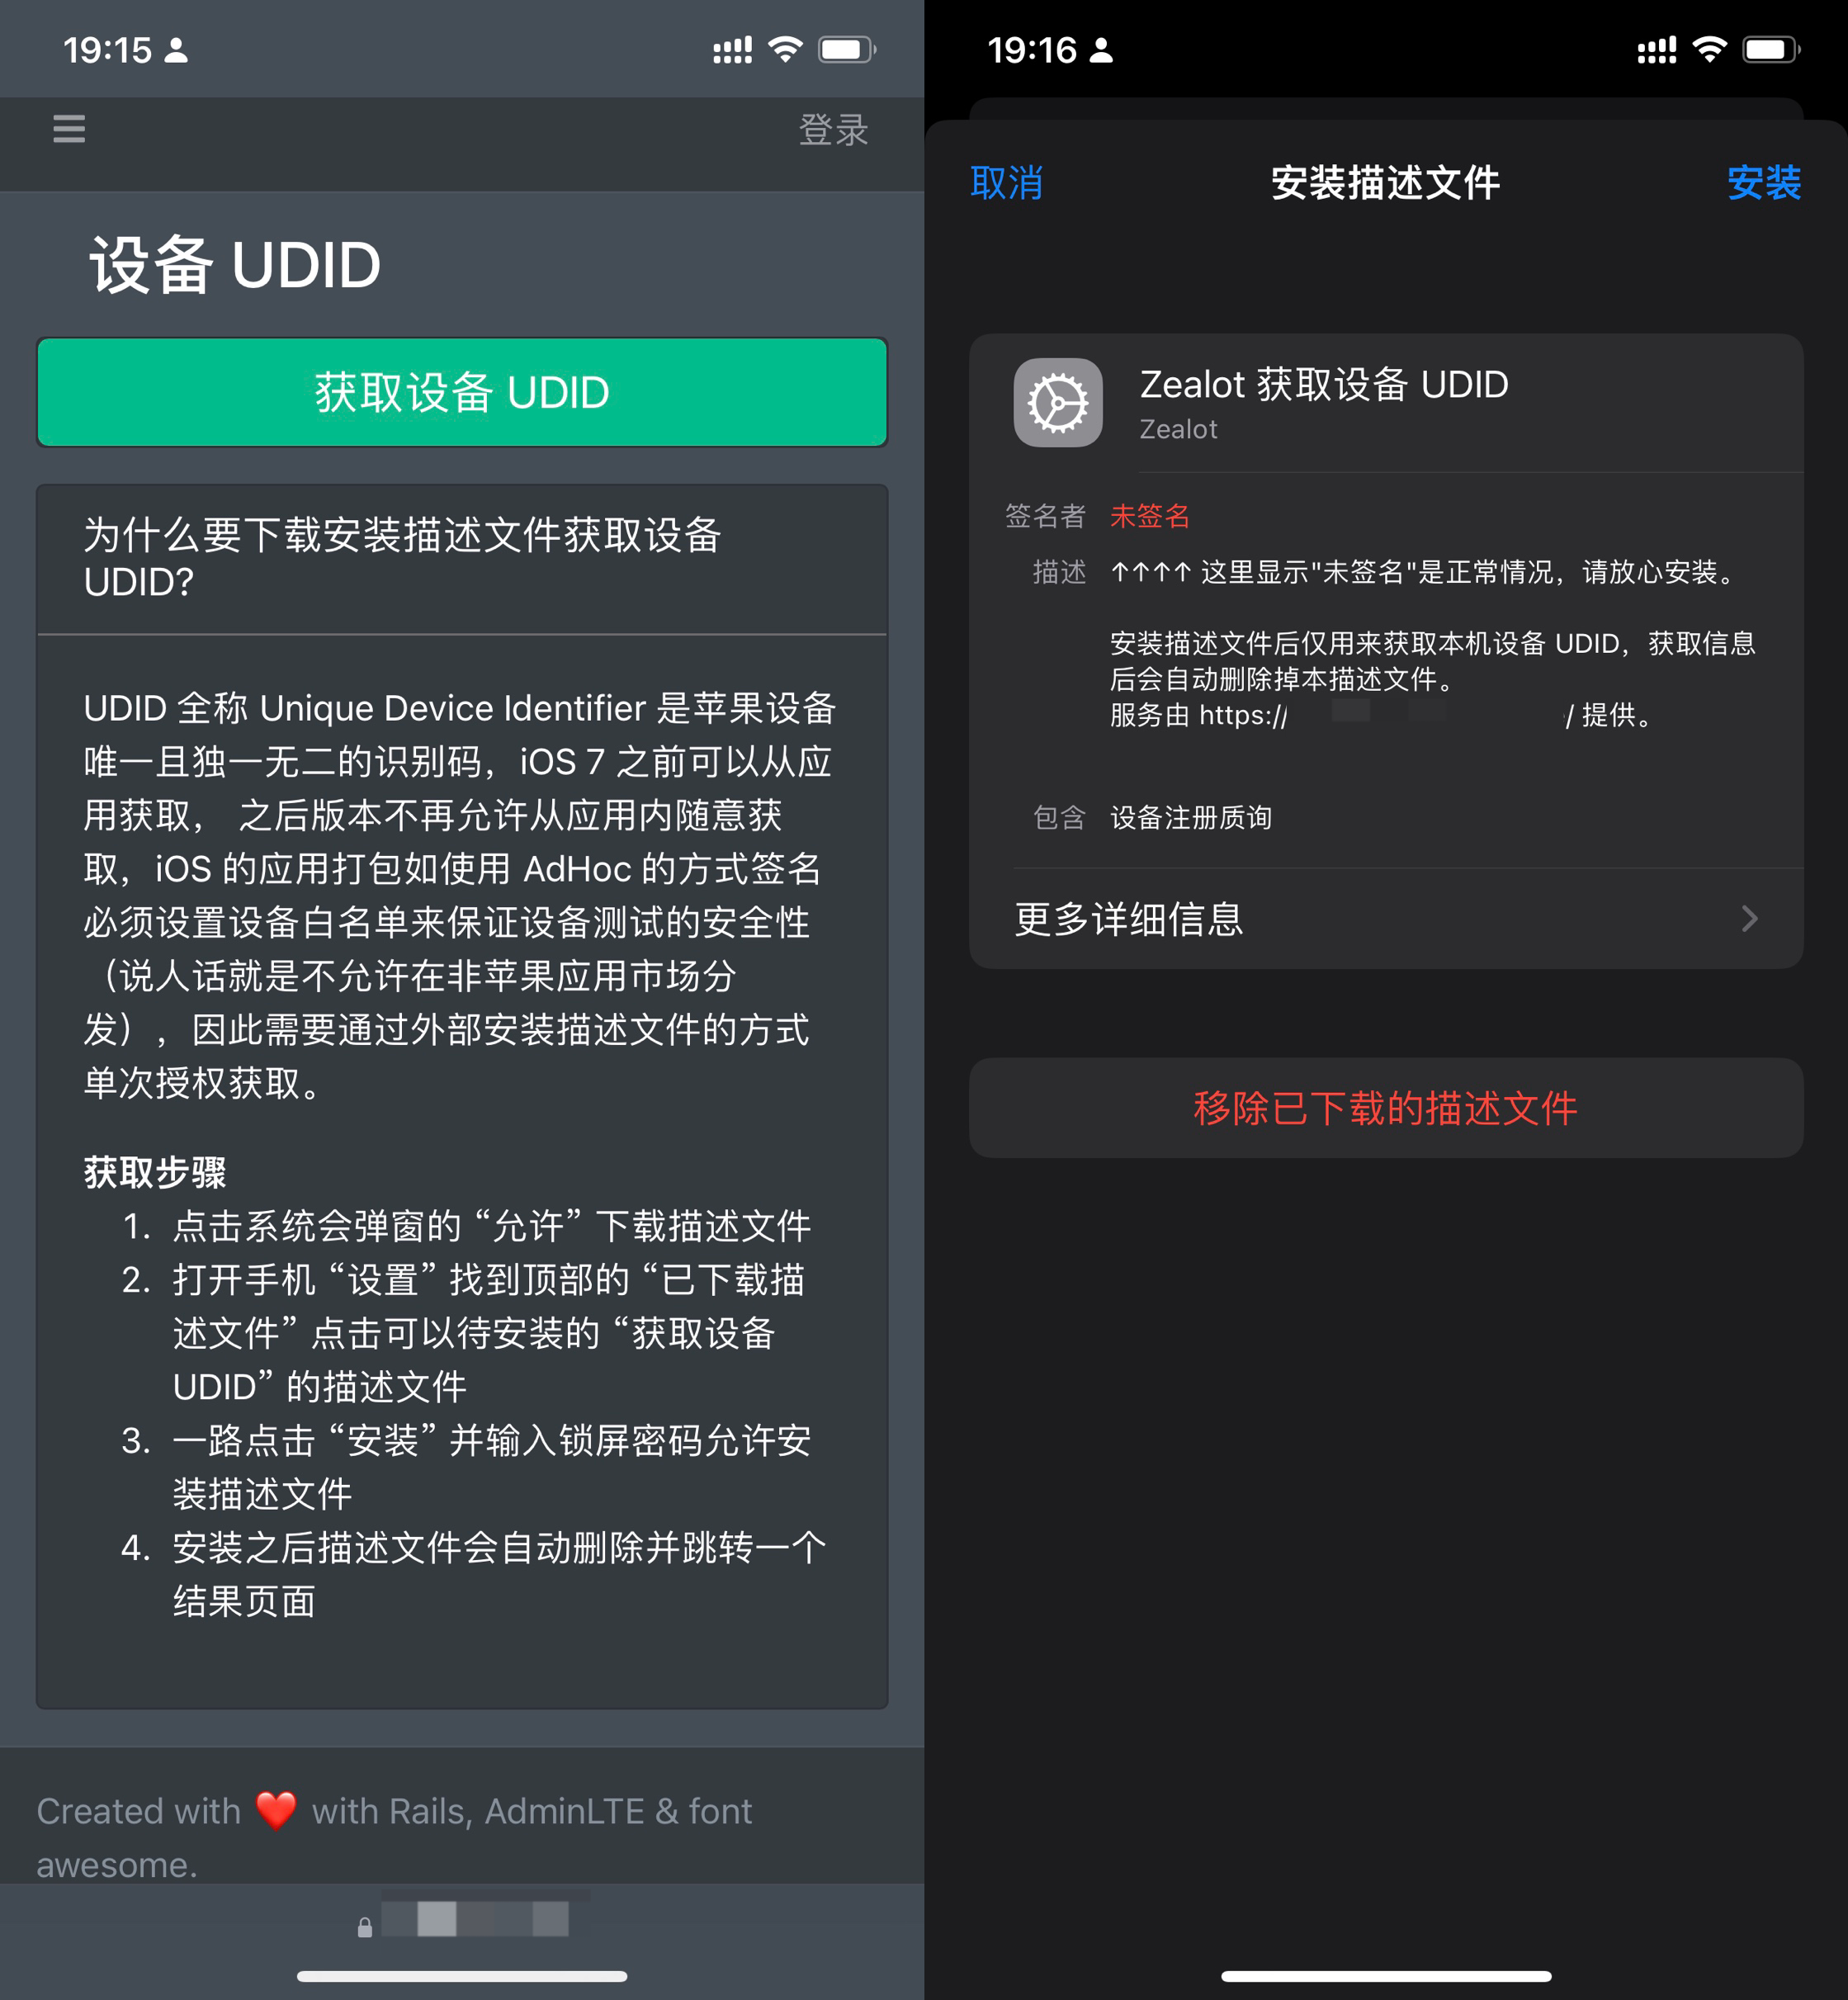 19:15
登录
设备 UDID
获取设备 UDID
为什么要下载安装描述文件获取设备
UDID?
UDID 全称 Unique Device Identifier 是苹果设备
唯一且独一无二的识别码，iOS 7 之前可以从应
用获取， 之后版本不再允许从应用内随意获
取，iOS 的应用打包如使用 AdHoc 的方式签名
必须设置设备白名单来保证设备测试的安全性
（说人话就是不允许在非苹果应用市场分
发），因此需要通过外部安装描述文件的方式
单次授权获取。
获取步骤
1. 点击系统会弹窗的 “允许” 下载描述文件
2. 打开手机 “设置” 找到顶部的 “已下载描
述文件” 点击可以待安装的 “获取设备
UDID” 的描述文件
3. 一路点击 “安装” 并输入锁屏密码允许安
装描述文件
4. 安装之后描述文件会自动删除并跳转一个
结果页面
Created with ❤️ with Rails, AdminLTE & font
awesome.
19:16
取消
安装描述文件
安装
Zealot 获取设备 UDID
Zealot
签名者 未签名
描述 ↑↑↑↑ 这里显示"未签名"是正常情况，请放心安装。
安装描述文件后仅用来获取本机设备 UDID，获取信息
后会自动删除掉本描述文件。
服务由 https:// / 提供。
包含 设备注册质询
更多详细信息
移除已下载的描述文件